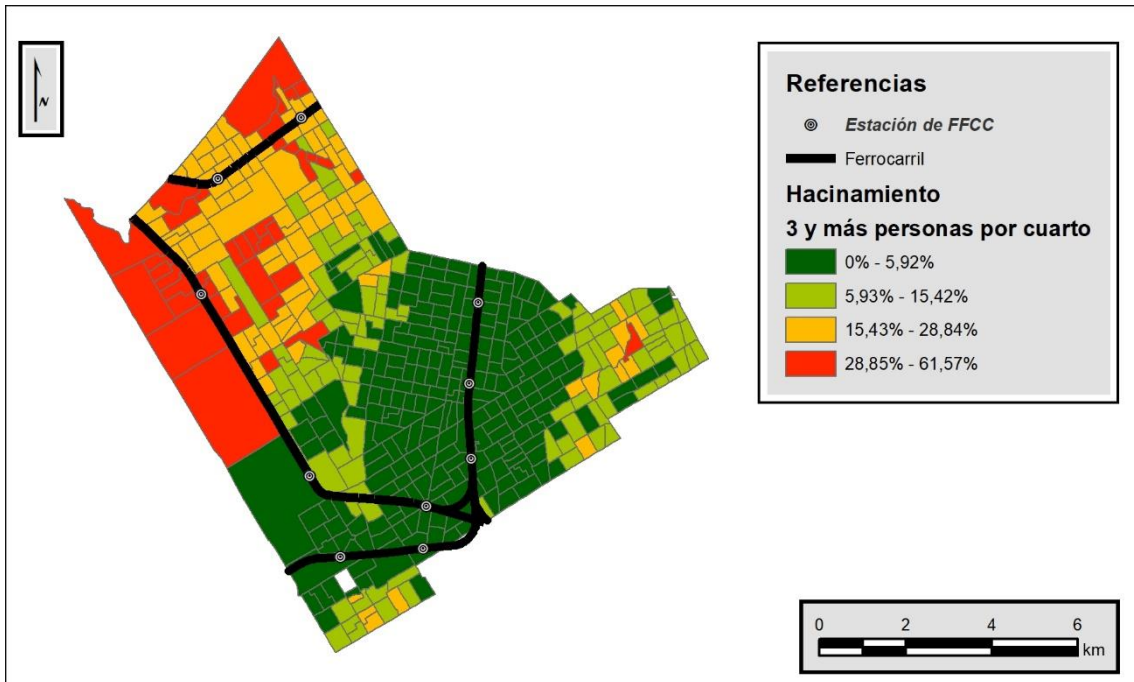 N
Referencias
Estación de FFCC
Ferrocarril
Hacinamiento
3 y más personas por cuarto
0% - 5,92%
5,93% - 15,42%
15,43% - 28,84%
28,85% - 61,57%
0 2 4 6
km